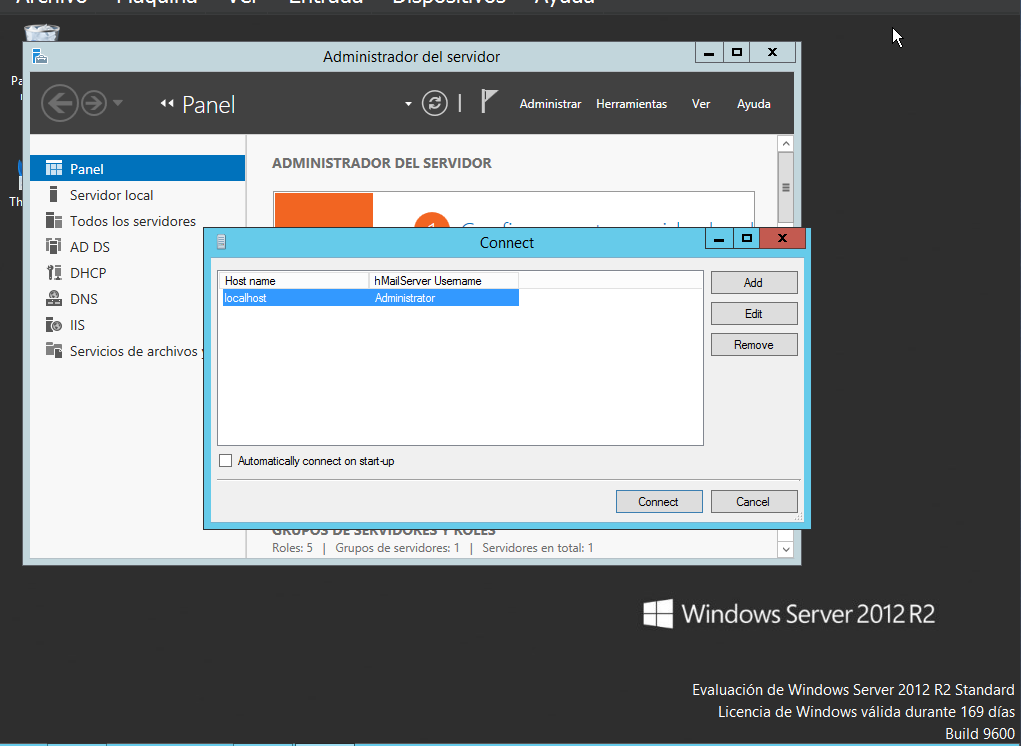 Archivo Máquina Ver Entrada Dispositivos Ayuda
Administrador del servidor
Panel
Administrar Herramientas Ver Ayuda
Panel
Servidor local
Todos los servidores
AD DS
DHCP
DNS
IIS
Servicios de archivos y
ADMINISTRADOR DEL SERVIDOR
1
Connect
Host name hMailServer Username
localhost Administrator
Add
Edit
Remove
Automatically connect on start-up
Connect Cancel
GRUPOS DE SERVIDORES Y ROLES
Roles: 5 | Grupos de servidores: 1 | Servidores en total: 1
Windows Server 2012 R2
Evaluación de Windows Server 2012 R2 Standard
Licencia de Windows válida durante 169 días
Build 9600